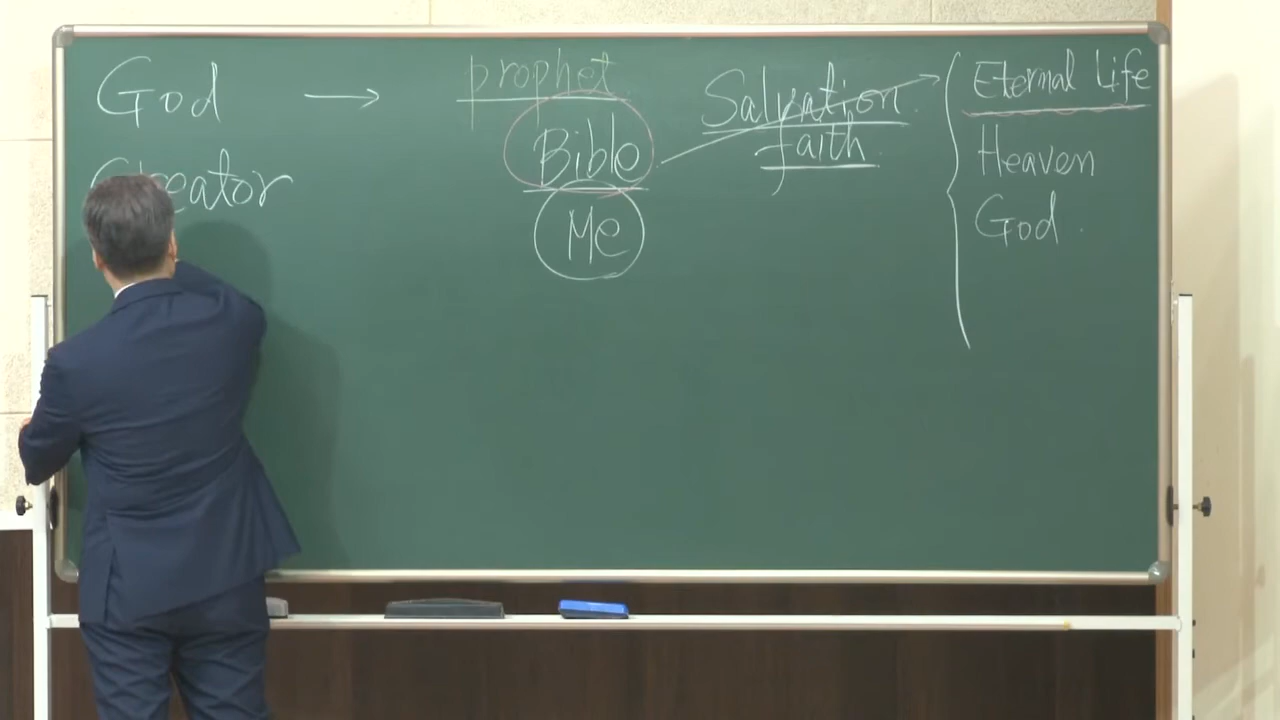 God →
Creator
prophet
Bible
Me
Salvation
faith
Eternal Life
Heaven
God.